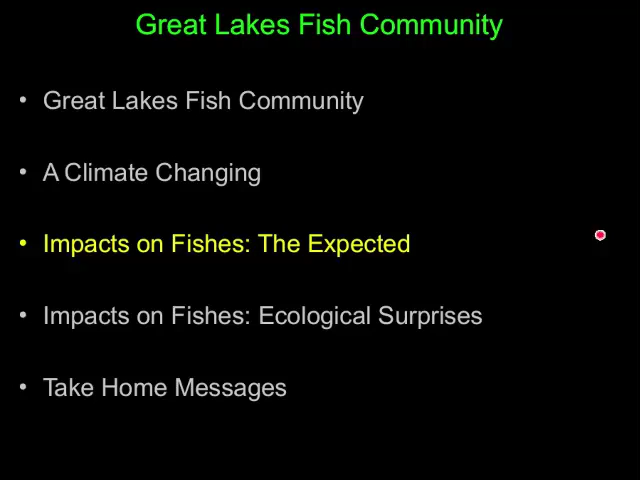 Great Lakes Fish Community
• Great Lakes Fish Community
• A Climate Changing
• Impacts on Fishes: The Expected
• Impacts on Fishes: Ecological Surprises
• Take Home Messages